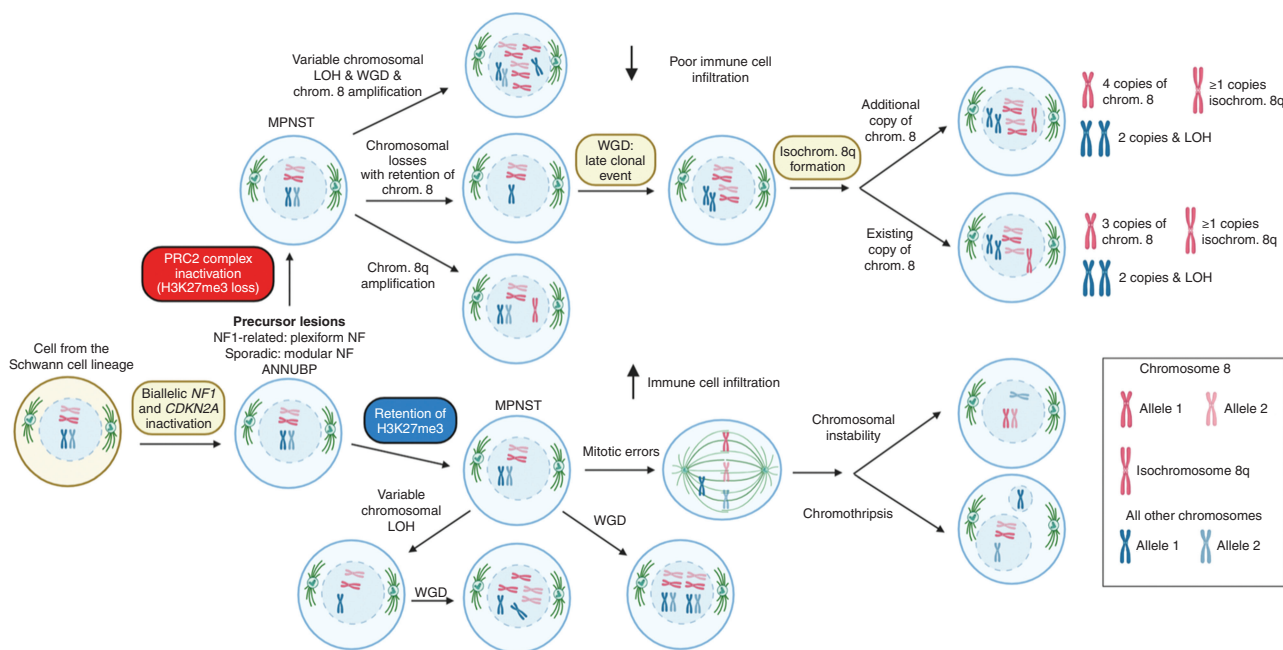 Variable chromosomal
LOH & WGD &
chrom. 8 amplification
Poor immune cell
infiltration
MPNST
Chromosomal
losses
with retention of
chrom. 8
WGD:
late clonal
event
Isochrom. 8q
formation
Additional
copy of
chrom. 8
4 copies of
chrom. 8
≥1 copies
isochrom. 8q
2 copies & LOH
Existing
copy of
chrom. 8
3 copies of
chrom. 8
≥1 copies
isochrom. 8q
2 copies & LOH
PRC2 complex
inactivation
(H3K27me3 loss)
Chrom. 8q
amplification
Precursor lesions
NF1-related: plexiform NF
Sporadic: modular NF
ANNUBP
Cell from the
Schwann cell lineage
Biallelic NF1
and CDKN2A
inactivation
Retention of
H3K27me3
Immune cell infiltration
MPNST
Mitotic errors
Chromosomal
instability
Chromothripsis
Variable
chromosomal
LOH
WGD
WGD
Chromosome 8
Allele 1
Allele 2
Isochromosome 8q
All other chromosomes
Allele 1
Allele 2